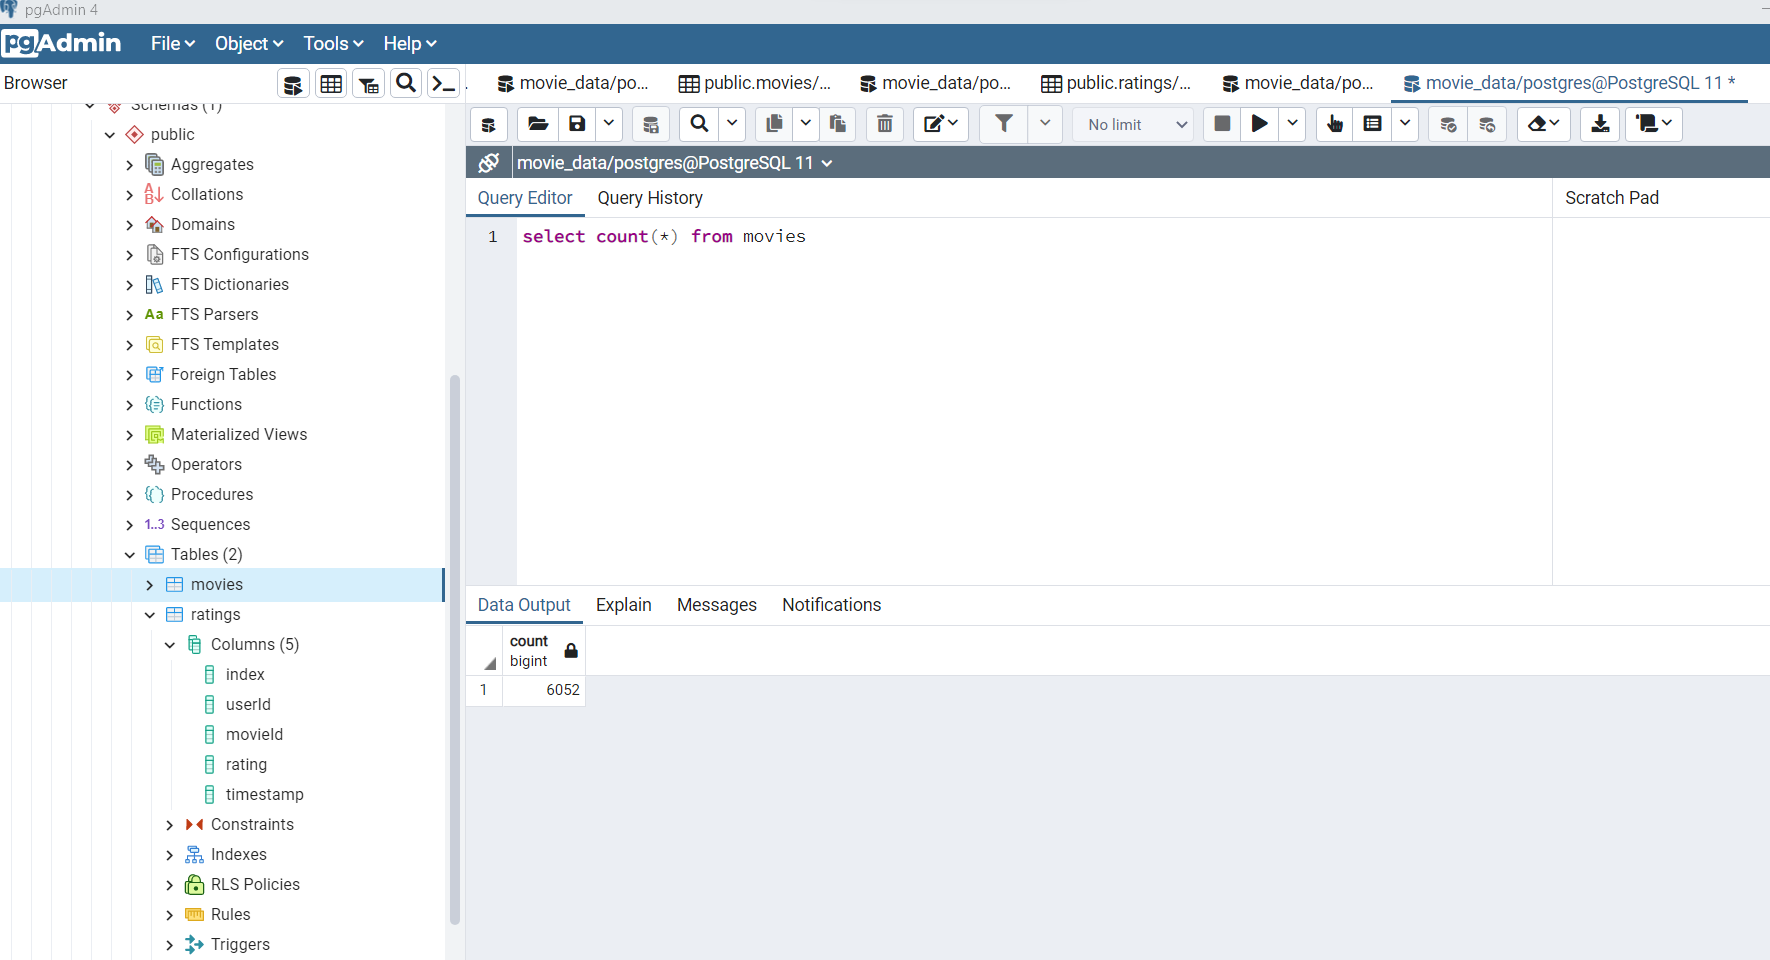 pgAdmin 4
pgAdmin File Object Tools Help
Browser
movie_data/po... public.movies/... movie_data/po... public.ratings/... movie_data/po... movie_data/postgres@PostgreSQL 11 *
No limit
movie_data/postgres@PostgreSQL 11
Query Editor Query History
Scratch Pad
1 select count(*) from movies
Schemas (1)
public
Aggregates
Collations
Domains
FTS Configurations
FTS Dictionaries
Aa FTS Parsers
FTS Templates
Foreign Tables
Functions
Materialized Views
Operators
Procedures
1..3 Sequences
Tables (2)
movies
ratings
Columns (5)
index
userId
movieId
rating
timestamp
Constraints
Indexes
RLS Policies
Rules
Triggers
Data Output Explain Messages Notifications
count
bigint
1 6052